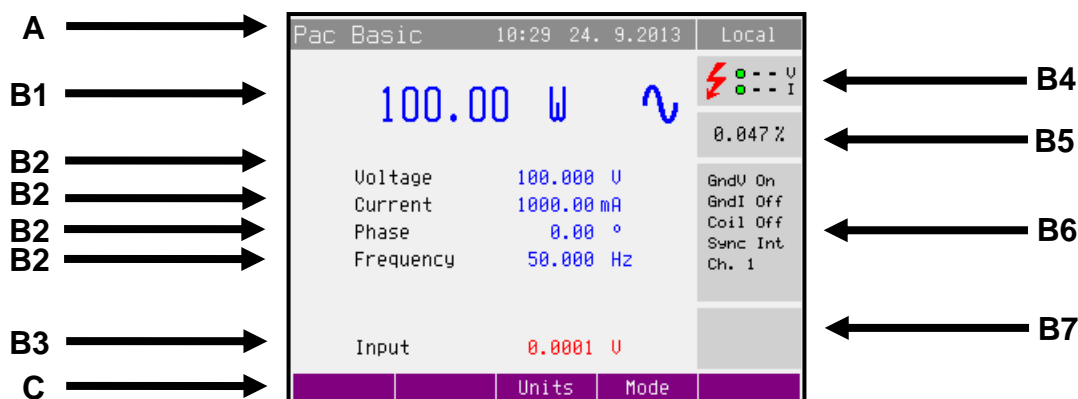 A Pac Basic 10:29 24. 9.2013 Local
B1 100.00 W
- - V B4
- - I
0.047 % B5
B2 Voltage 100.000 V
B2 Current 1000.00 mA
B2 Phase 0.00 °
B2 Frequency 50.000 Hz
GndV On
GndI Off
Coil Off B6
Sync Int
Ch. 1
B7
B3 Input 0.0001 V
C Units Mode